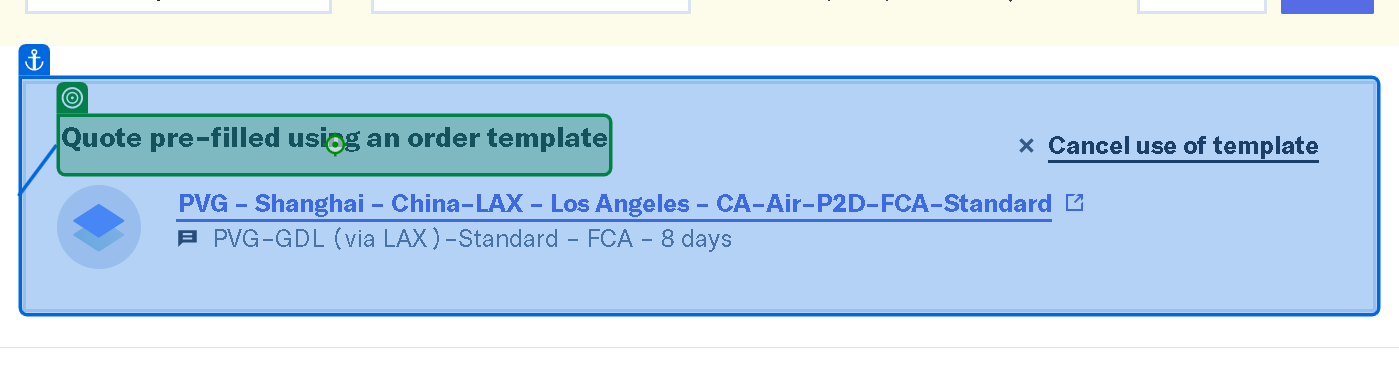 Quote pre-filled using an order template
Cancel use of template
PVG - Shanghai - China-LAX - Los Angeles - CA-Air-P2D-FCA-Standard
PVG-GDL (via LAX)-Standard - FCA - 8 days